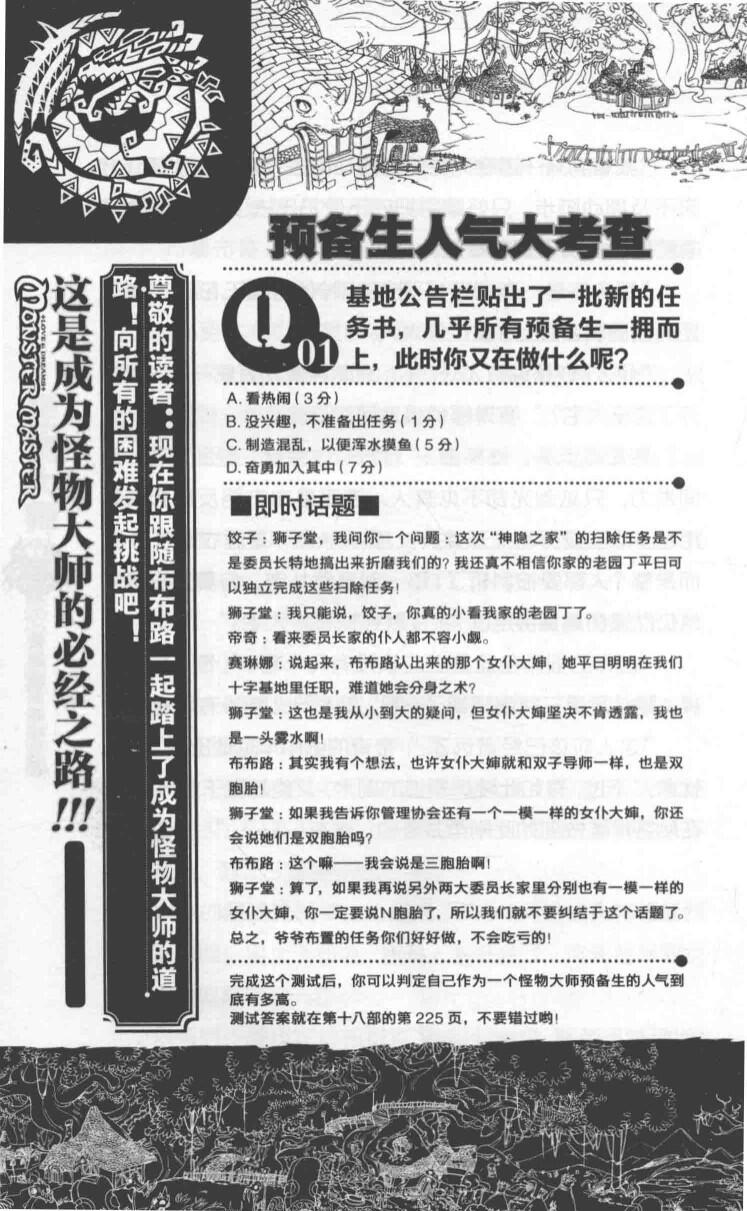 预备生人气大考查
Q01
基地公告栏贴出了一批新的任
务书，几乎所有预备生一拥而
上，此时你又在做什么呢？
A. 看热闹（3 分）
B. 没兴趣，不准备出任务（1 分）
C. 制造混乱，以便浑水摸鱼（5 分）
D. 奋勇加入其中（7 分）
■即时话题■
饺子：狮子堂，我问你一个问题，这次“神隐之家”的扫除任务是不
是委员长特地搞出来折磨我们的？我还真不相信你家的老园丁平日可
以独立完成这些扫除任务！
狮子堂：我只能说，饺子，你真的小看我家的老园丁了。
帝奇：看来委员长家的仆人都不容小觑。
赛琳娜：说起来，布布路认出来的那个女仆大婶，她平日明明在我们
十字基地里任职，难道她会分身之术？
狮子堂：这也是我从小到大的疑问，但女仆大婶坚决不肯透露，我也
是一头雾水啊！
布布路：其实我有个想法，也许女仆大婶就和双子导师一样，也是双
胞胎！
狮子堂：如果我告诉你管理协会还有一个一模一样的女仆大婶，你还
会说她们是双胞胎吗？
布布路：这个嘛——我会说是三胞胎啊！
狮子堂：算了，如果我再说另外两大委员长家里分别也有一模一样的
女仆大婶，你一定要说N胞胎了，所以我们就不要纠结于这个话题了。
总之，爷爷布置的任务你们好好做，不会吃亏的！
完成这个测试后，你可以判定自己作为一个怪物大师预备生的人气到
底有多高。
测试答案就在第十八部的第 225 页，不要错过哟！
尊敬的读者：现在你跟随布布路一起踏上了成为怪物大师的道
路！向所有的困难发起挑战吧！
这是成为怪物大师的必经之路!!!
LOVE & DREAMS
MONSTER MASTER